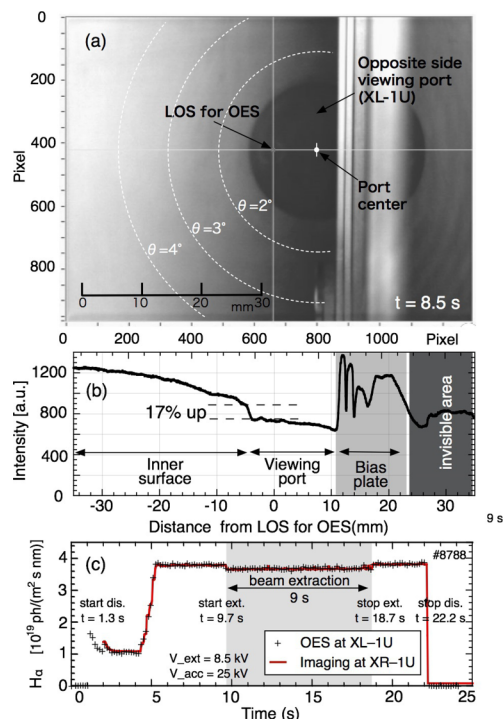 0
(a)
200
400
600
800
Pixel
Opposite side
viewing port
(XL-1U)
LOS for OES
Port
center
θ=2°
θ=3°
θ=4°
0 10 20 30
mm
t = 8.5 s
0 200 400 600 800 1000 Pixel
(b)
1200
800
400
0
Intensity [a.u.]
17% up
Inner
surface
Viewing
port
Bias
plate
invisible area
-30 -20 -10 0 10 20 30
Distance from LOS for OES(mm)
9 s
(c)
#8788
4
3
2
1
0
Hα [10^19 ph/(m^2 s nm)]
beam extraction
9 s
start dis.
t = 1.3 s
start ext.
t = 9.7 s
stop ext.
t = 18.7 s
stop dis.
t = 22.2 s
V_ext = 8.5 kV
V_acc = 25 kV
OES at XL–1U
Imaging at XR–1U
0 5 10 15 20 25
Time (s)